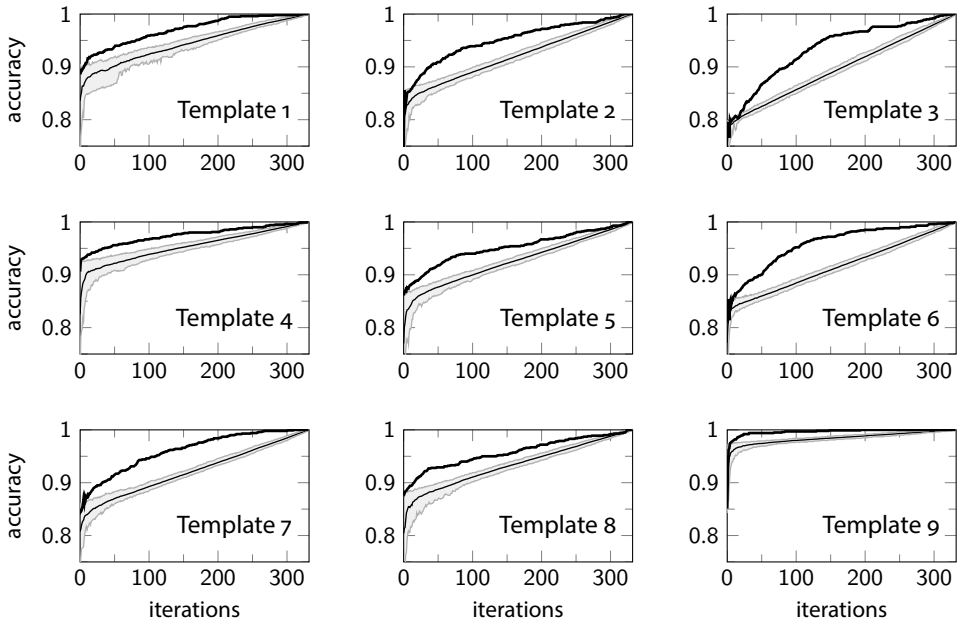 1
0.9
0.8
accuracy
Template 1
0 100 200 300
1
0.9
0.8
Template 2
0 100 200 300
1
0.9
0.8
Template 3
0 100 200 300
1
0.9
0.8
accuracy
Template 4
0 100 200 300
1
0.9
0.8
Template 5
0 100 200 300
1
0.9
0.8
Template 6
0 100 200 300
1
0.9
0.8
accuracy
Template 7
0 100 200 300
iterations
1
0.9
0.8
Template 8
0 100 200 300
iterations
1
0.9
0.8
Template 9
0 100 200 300
iterations